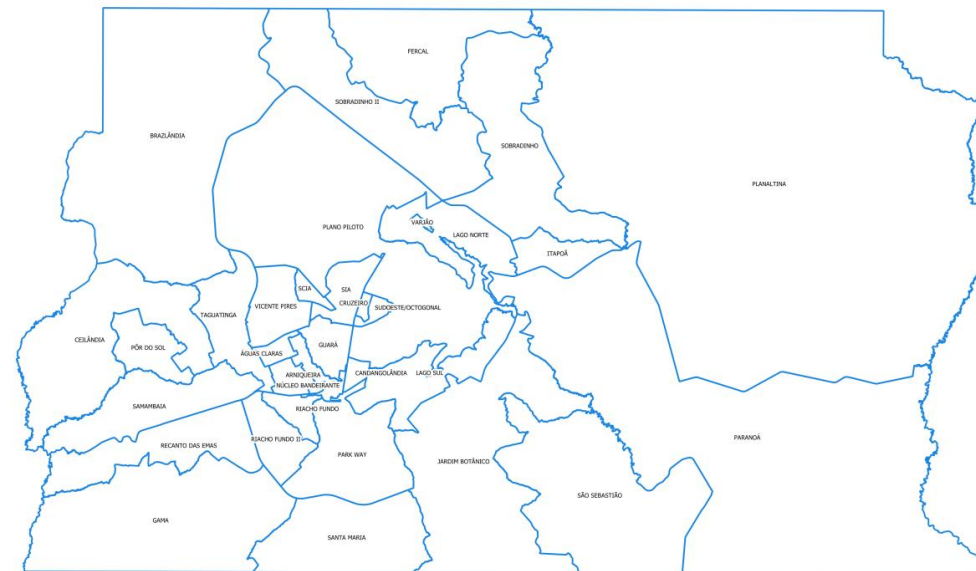 FERCAL
SOBRADINHO II
BRAZLÂNDIA
SOBRADINHO
PLANALTINA
VARJÃO
PLANO PILOTO
LAGO NORTE
ITAPOÃ
SCIA
SIA
CRUZEIRO
VICENTE PIRES
SUDOESTE/OCTOGONAL
TAGUATINGA
CEILÂNDIA
PÔR DO SOL
GUARÁ
ÁGUAS CLARAS
CANDANGOLÂNDIA
LAGO SUL
ARNIQUEIRA
NÚCLEO BANDEIRANTE
SAMAMBAIA
RIACHO FUNDO
RECANTO DAS EMAS
RIACHO FUNDO II
PARANOÁ
PARK WAY
JARDIM BOTÂNICO
SÃO SEBASTIÃO
GAMA
SANTA MARIA